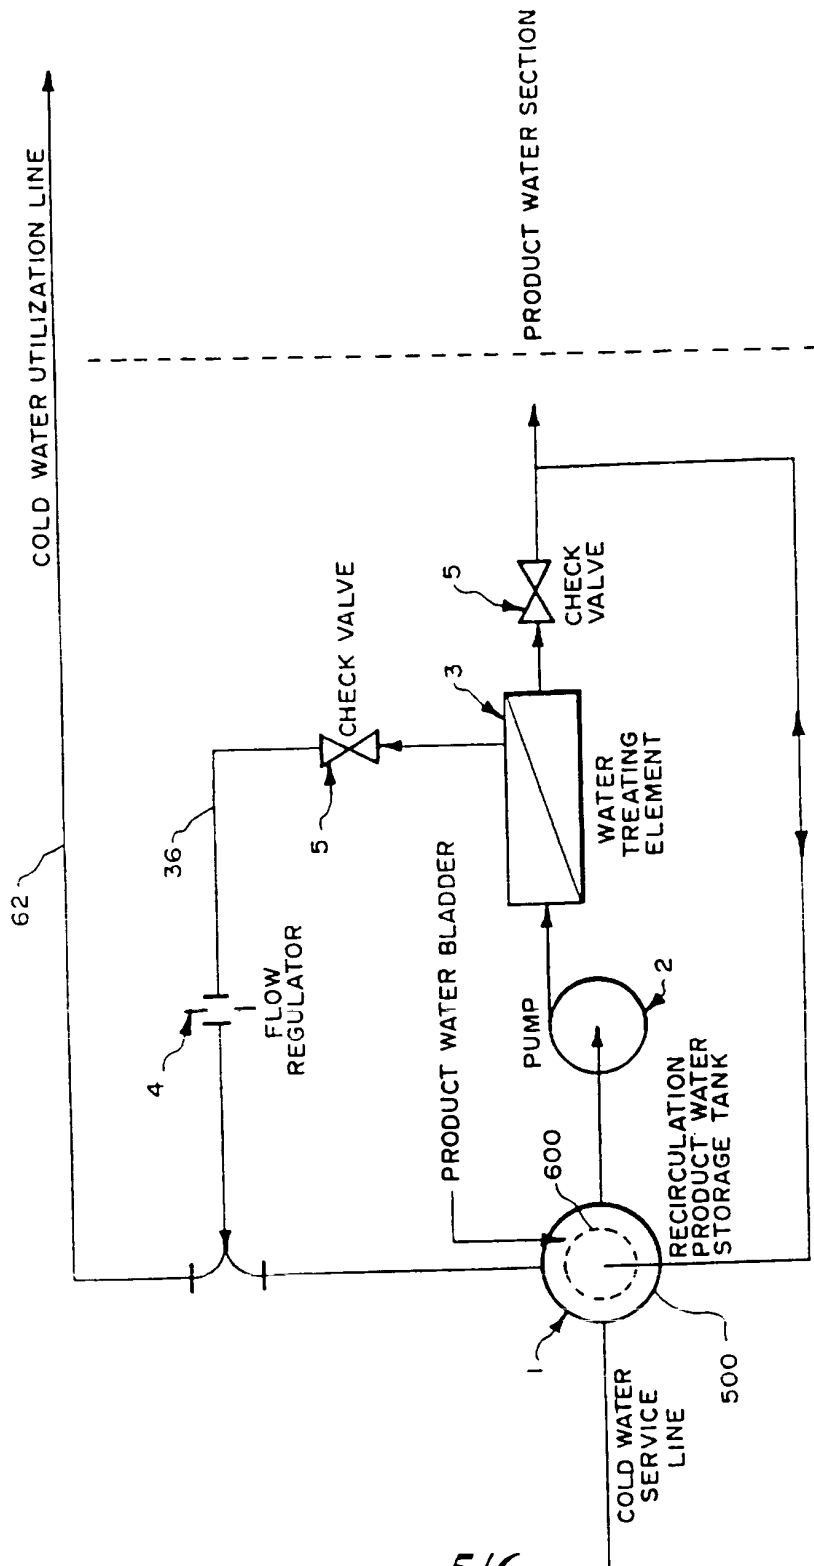 COLD WATER UTILIZATION LINE
62
PRODUCT WATER SECTION
CHECK VALVE
5
36
4
FLOW
REGULATOR
5
CHECK
VALVE
3
WATER
TREATING
ELEMENT
PRODUCT WATER BLADDER
PUMP
2
600
RECIRCULATION
PRODUCT WATER
STORAGE TANK
1
500
COLD WATER
SERVICE
LINE
5/6